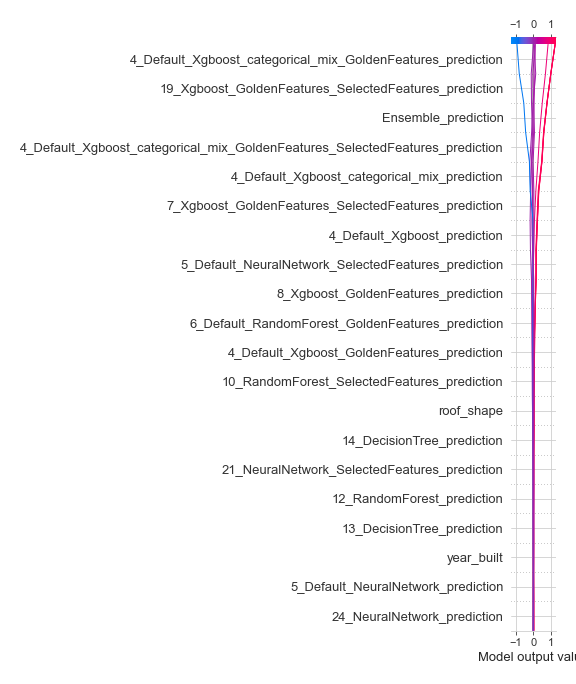 −1 0 1
4_Default_Xgboost_categorical_mix_GoldenFeatures_prediction
19_Xgboost_GoldenFeatures_SelectedFeatures_prediction
Ensemble_prediction
4_Default_Xgboost_categorical_mix_GoldenFeatures_SelectedFeatures_prediction
4_Default_Xgboost_categorical_mix_prediction
7_Xgboost_GoldenFeatures_SelectedFeatures_prediction
4_Default_Xgboost_prediction
5_Default_NeuralNetwork_SelectedFeatures_prediction
8_Xgboost_GoldenFeatures_prediction
6_Default_RandomForest_GoldenFeatures_prediction
4_Default_Xgboost_GoldenFeatures_prediction
10_RandomForest_SelectedFeatures_prediction
roof_shape
14_DecisionTree_prediction
21_NeuralNetwork_SelectedFeatures_prediction
12_RandomForest_prediction
13_DecisionTree_prediction
year_built
5_Default_NeuralNetwork_prediction
24_NeuralNetwork_prediction
−1 0 1
Model output valu